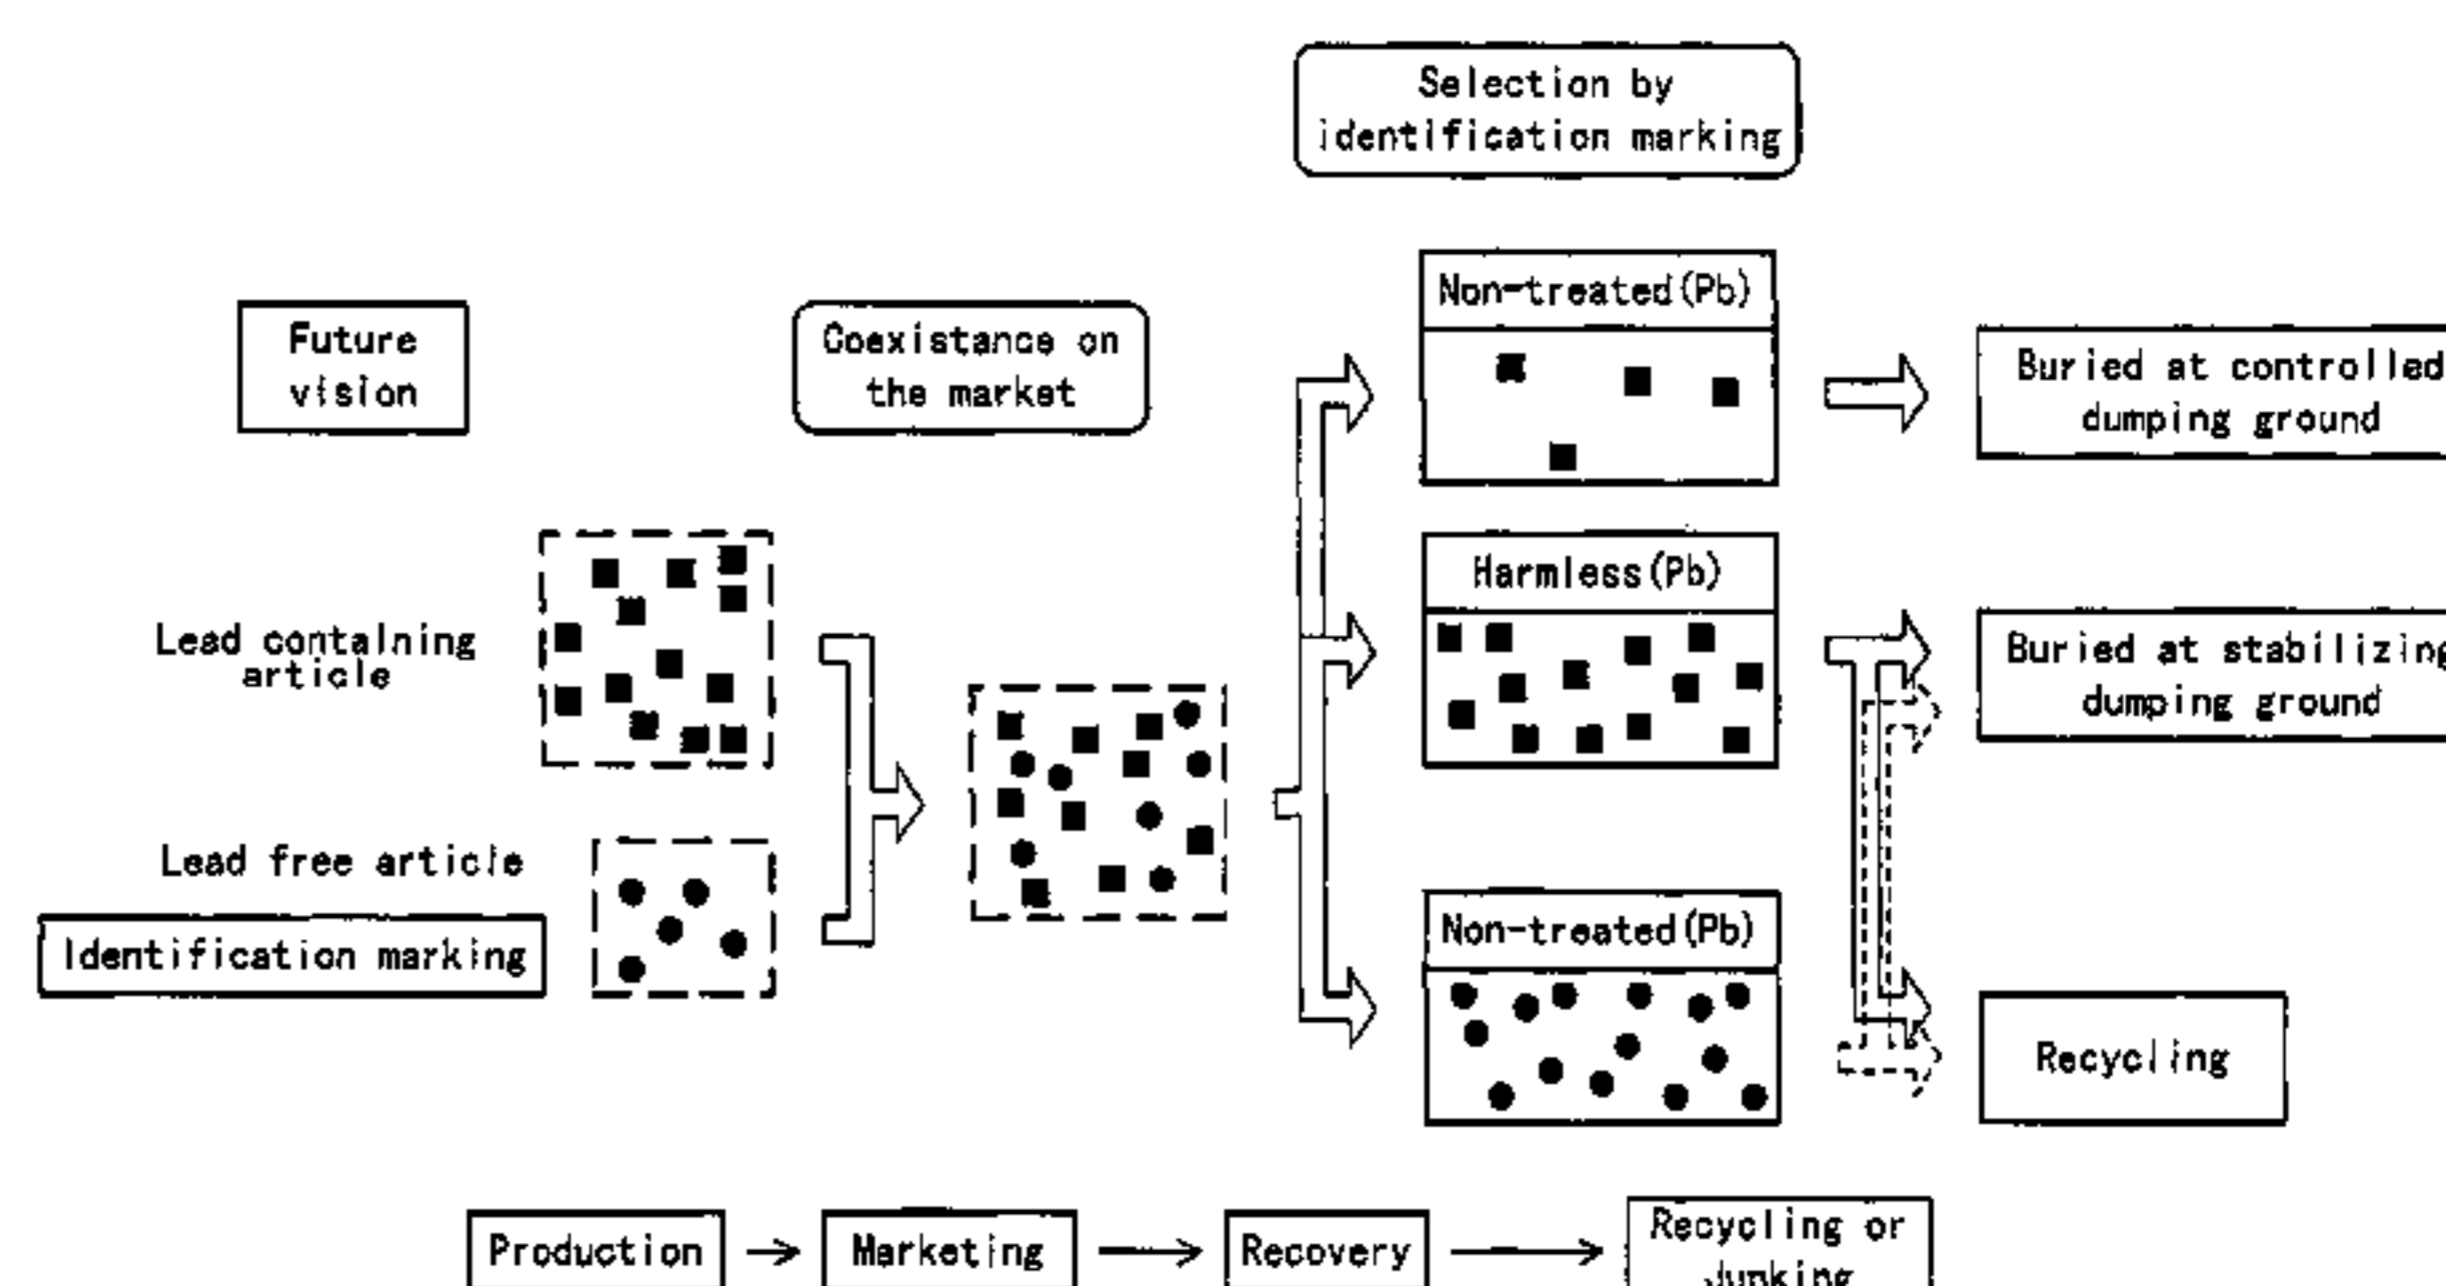 Selection by
identification marking
Future
vision
Coexistance on
the market
Non-treated(Pb)
Buried at controlled
dumping ground
Lead containing
article
Harmless(Pb)
Buried at stabilizing
dumping ground
Lead free article
Identification marking
Non-treated(Pb)
Recycling
Production
Marketing
Recovery
Recycling or
Junking